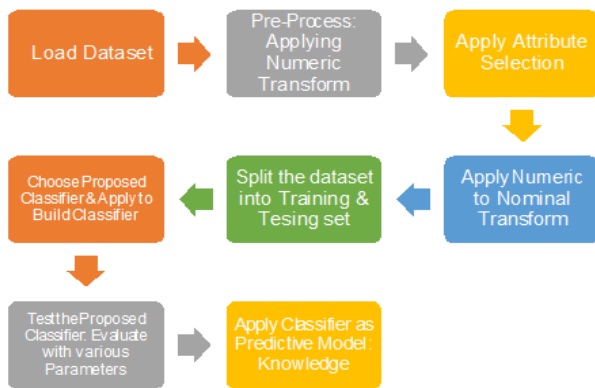 Load Dataset
Pre-Process:
Applying
Numeric
Transform
Apply Attribute
Selection
Apply Numeric
to Nominal
Transform
Split the dataset
into Training &
Tesing set
Choose Proposed
Classifier & Apply to
Build Classifier
Test the Proposed
Classifier: Evaluate
with various
Parameters
Apply Classifier as
Predictive Model:
Knowledge